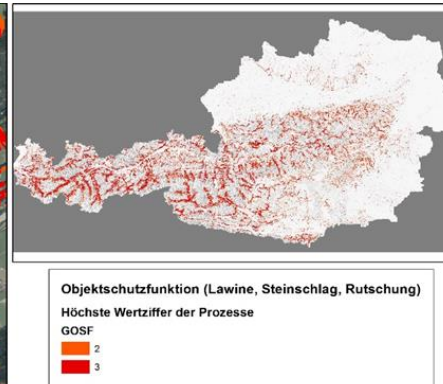 Objektschutzfunktion (Lawine, Steinschlag, Rutschung)
Höchste Wertziffer der Prozesse
GOSF
2
3